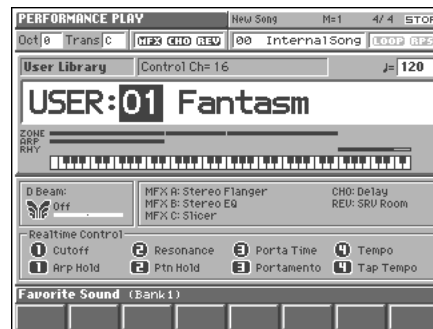 PERFORMANCE PLAY New Song M=1 4/ 4 STOP
Oct 0 Trans C MFX CHO REV 00 InternalSong LOOP RPS
User Library Control Ch= 16 ♩= 120
USER:01 Fantasm
ZONE
ARP
RHY
D Beam: MFX A: Stereo Flanger CHO: Delay
Off MFX B: Stereo EQ REV: SRV Room
MFX C: Slicer
Realtime Control
1 Cutoff 2 Resonance 3 Porta Time 4 Tempo
1 Arp Hold 2 Ptn Hold 3 Portamento 4 Tap Tempo
Favorite Sound (Bank1)